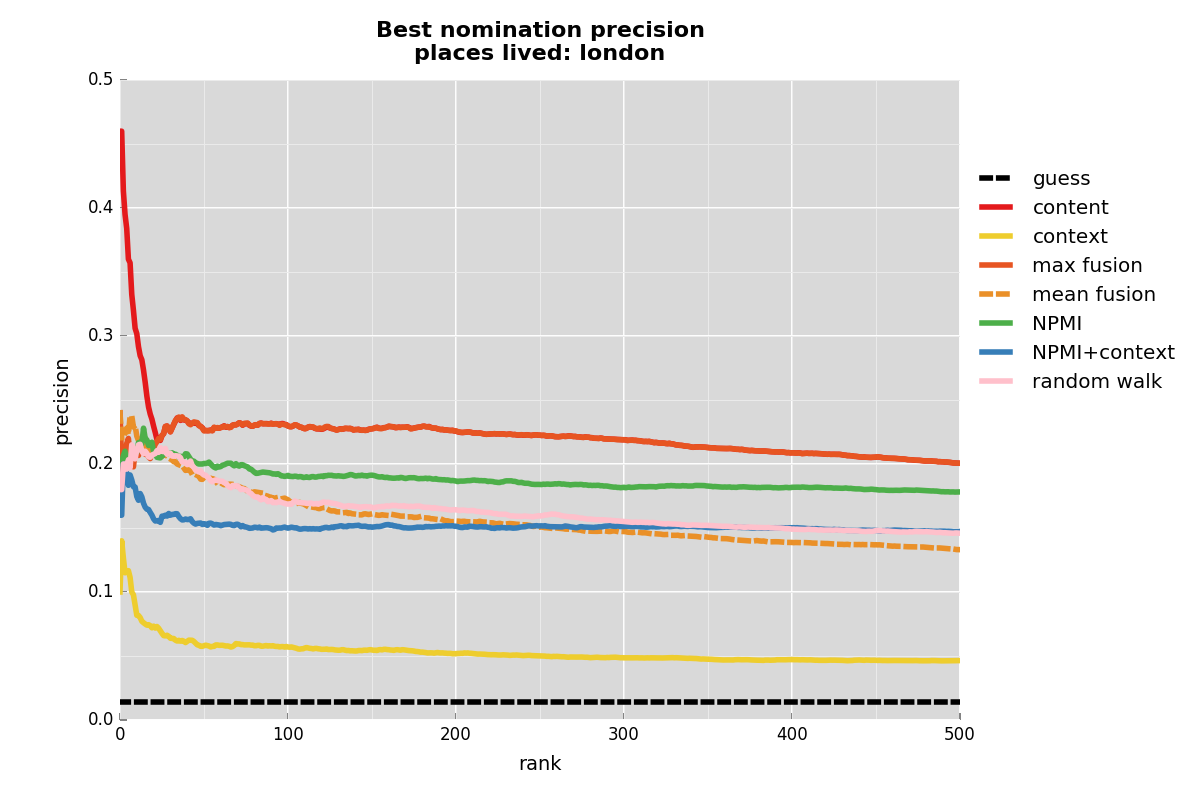 Best nomination precision
places lived: london
0.5
0.4
0.3
0.2
0.1
0.0
precision
0
100
200
300
400
500
rank
guess
content
context
max fusion
mean fusion
NPMI
NPMI+context
random walk